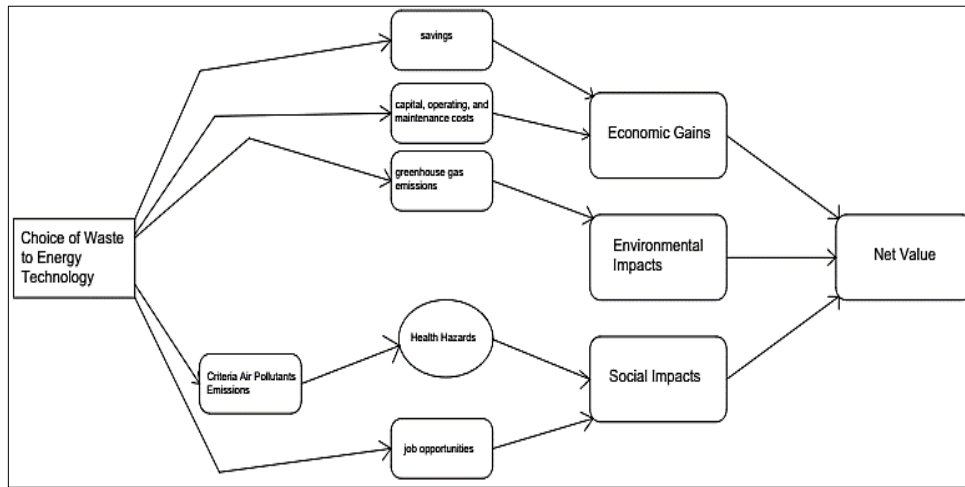 savings
capital, operating, and
maintenance costs
Economic Gains
greenhouse gas
emissions
Choice of Waste
to Energy
Technology
Environmental
Impacts
Net Value
Health Hazards
Criteria Air Pollutants
Emissions
Social Impacts
job opportunities